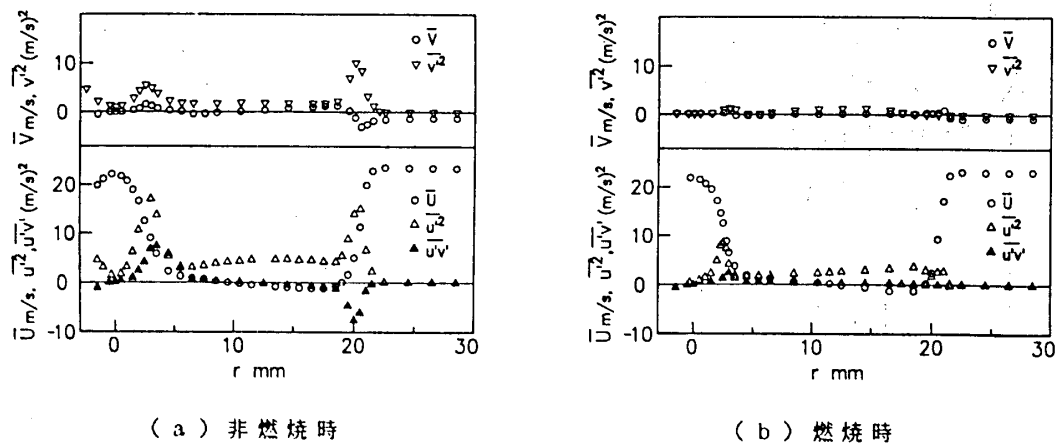 V̅ m/s, v'²̅ (m/s)²
10
0
○ V̅
▽ v'²̅
U̅ m/s, u'²̅, u'v'̅ (m/s)²
20
10
0
-10
○ U̅
△ u'²̅
▲ u'v'̅
0 10 20 30
r mm
(a) 非燃焼時
V̅ m/s, v'²̅ (m/s)²
10
0
○ V̅
▽ v'²̅
U̅ m/s, u'²̅, u'v'̅ (m/s)²
20
10
0
-10
○ U̅
△ u'²̅
▲ u'v'̅
0 10 20 30
r mm
(b) 燃焼時